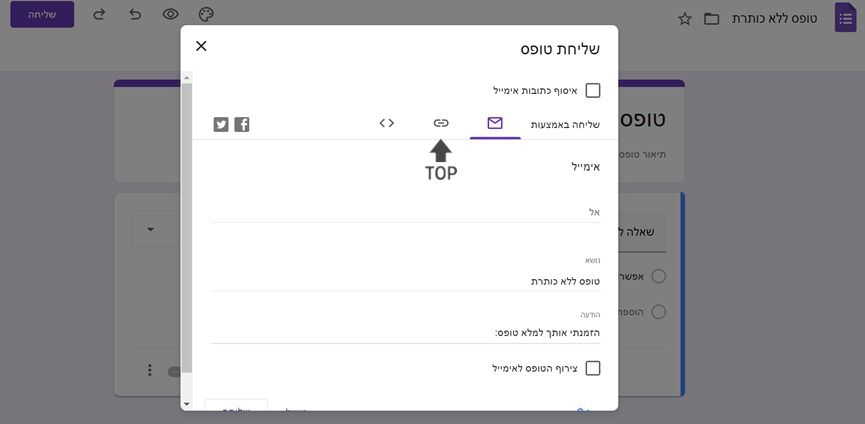 שליחה
טופס ללא כותרת
שליחת טופס
איסוף כתובות אימייל
שליחה באמצעות
TOP
טופס
תיאור טופס
אימייל
אל
שאלה ל
נושא
טופס ללא כותרת
אפשר
הודעה
הוספ
הזמנתי אותך למלא טופס:
צירוף הטופס לאימייל